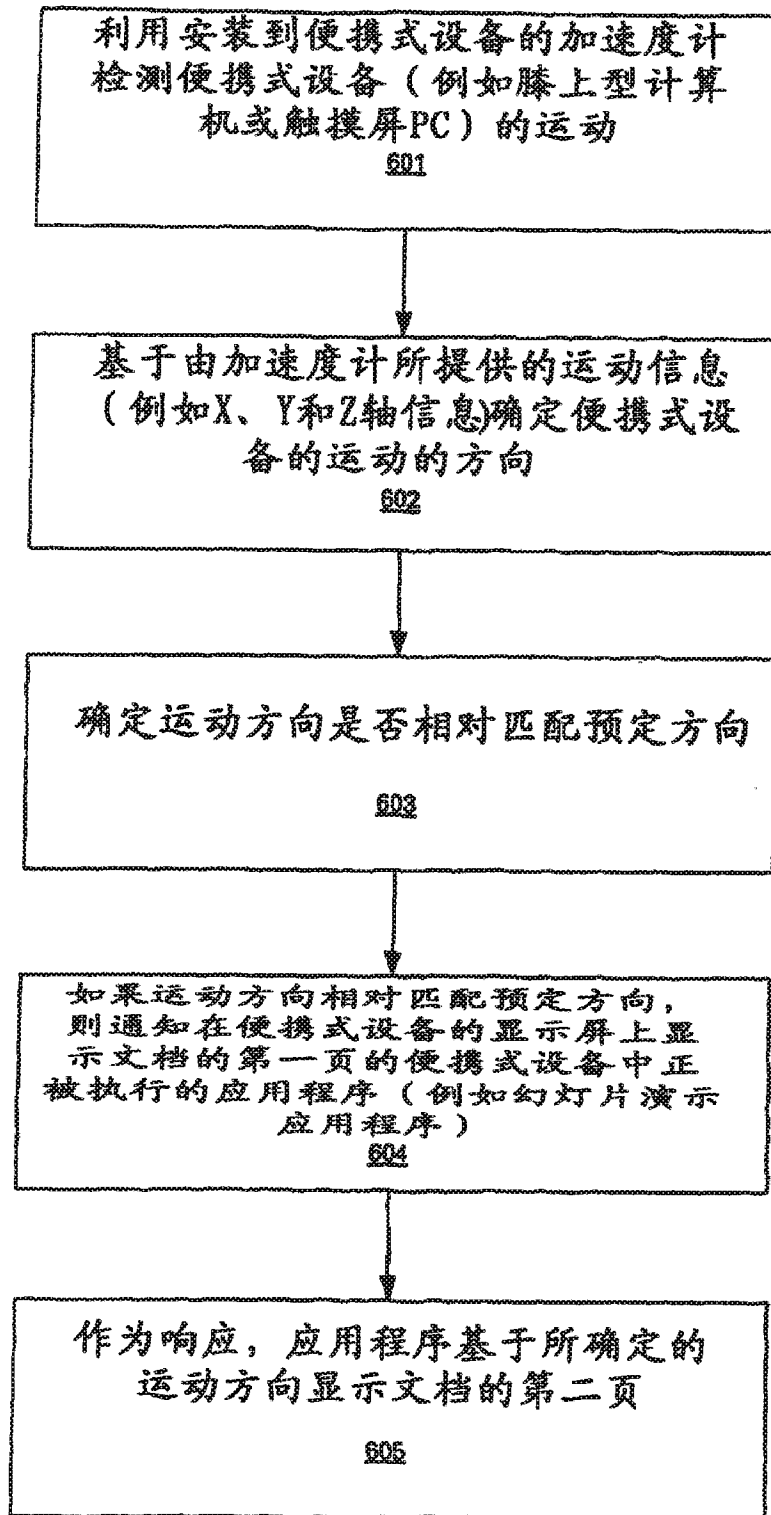 利用安装到便携式设备的加速度计
检测便携式设备（例如膝上型计算
机或触摸屏PC）的运动
601
基于由加速度计所提供的运动信息
（例如X、Y和Z轴信息)确定便携式设
备的运动的方向
602
确定运动方向是否相对匹配预定方向
603
如果运动方向相对匹配预定方向，
则通知在便携式设备的显示屏上显
示文档的第一页的便携式设备中正
被执行的应用程序（例如幻灯片演示
应用程序）
604
作为响应，应用程序基于所确定的
运动方向显示文档的第二页
605